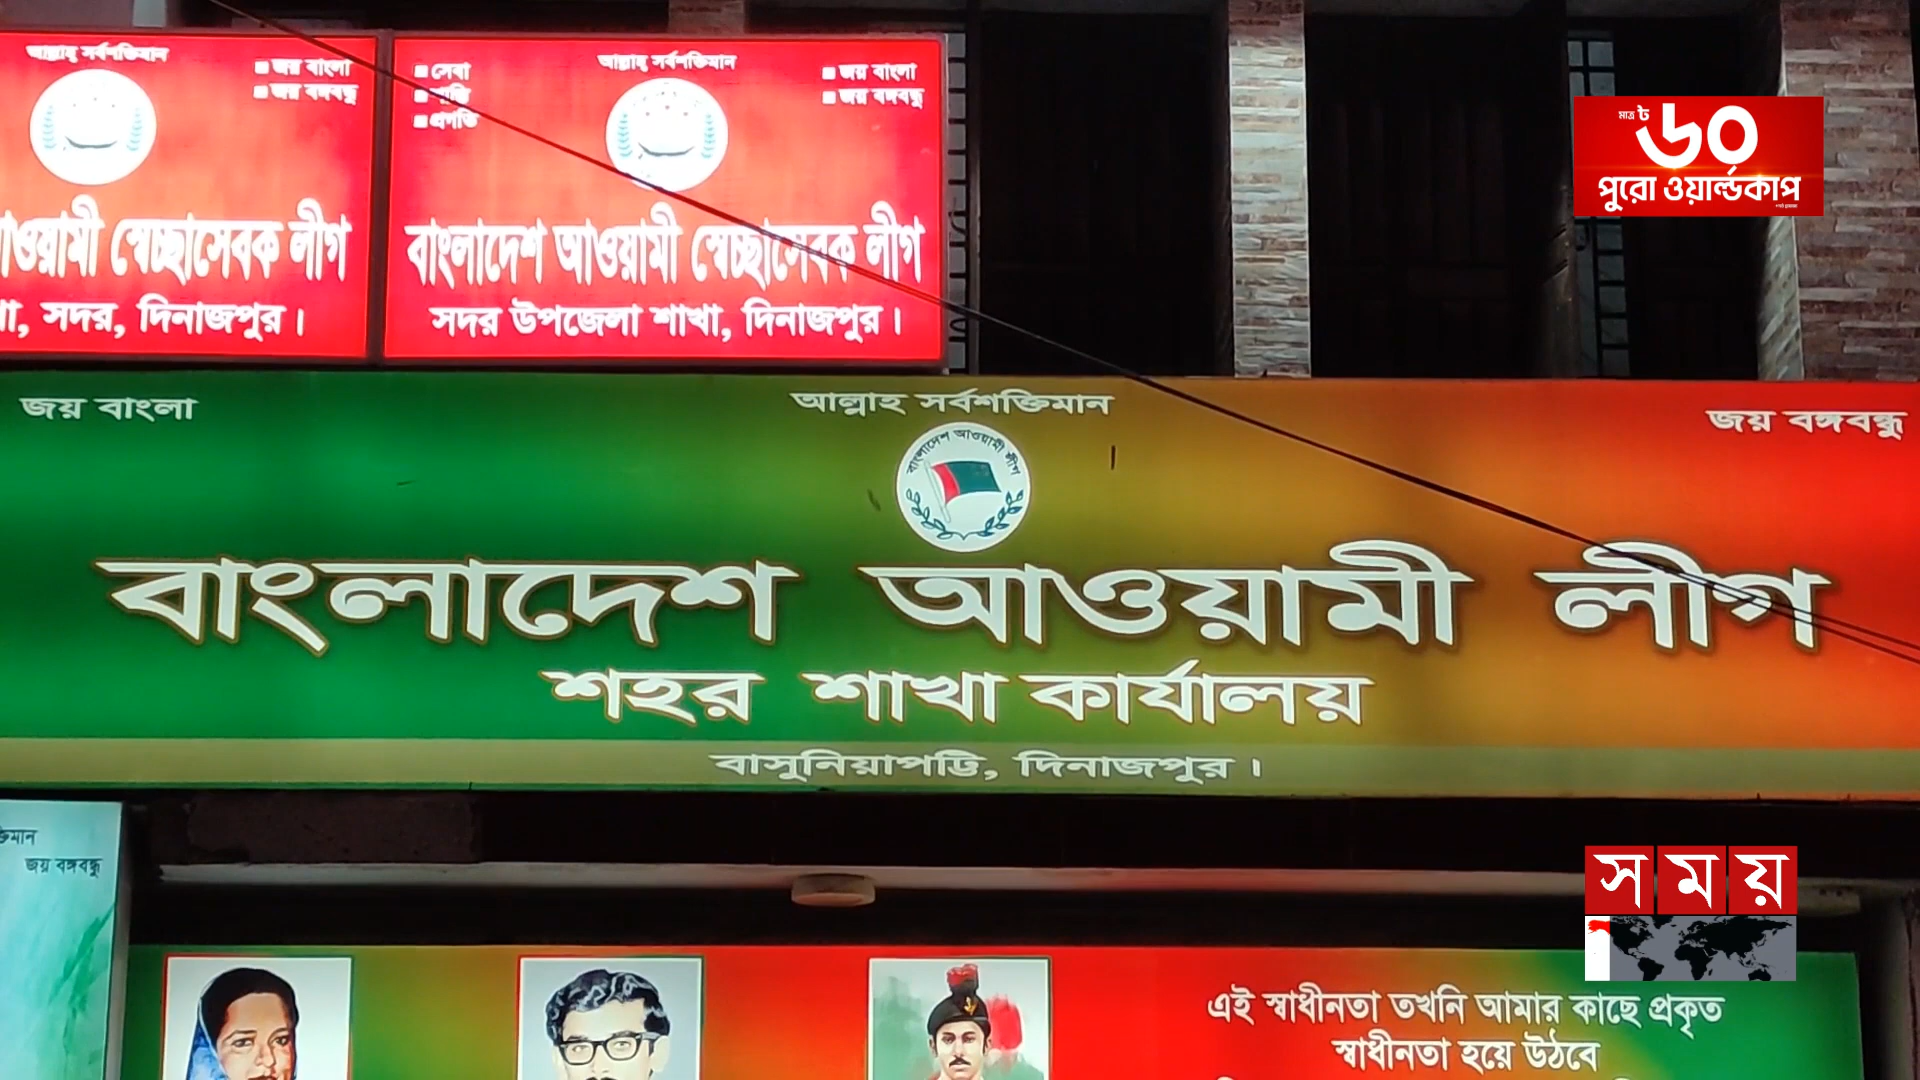 আল্লাহ সর্বশক্তিমান
জয় বাংলা
জয় বঙ্গবন্ধু
আওয়ামী স্বেচ্ছাসেবক লীগ
সদর, দিনাজপুর।
সেবা
শান্তি
প্রগতি
আল্লাহ সর্বশক্তিমান
জয় বাংলা
জয় বঙ্গবন্ধু
বাংলাদেশ আওয়ামী স্বেচ্ছাসেবক লীগ
সদর উপজেলা শাখা, দিনাজপুর।
মাত্র ৳ ৬০
পুরো ওয়ার্ল্ডকাপ
জয় বাংলা
আল্লাহ সর্বশক্তিমান
জয় বঙ্গবন্ধু
বাংলাদেশ আওয়ামী লীগ
বাংলাদেশ আওয়ামী লীগ
শহর শাখা কার্যালয়
বাসুনিয়াপট্টি, দিনাজপুর।
জয় বঙ্গবন্ধু
সময়
এই স্বাধীনতা তখনি আমার কাছে প্রকৃত
স্বাধীনতা হয়ে উঠবে